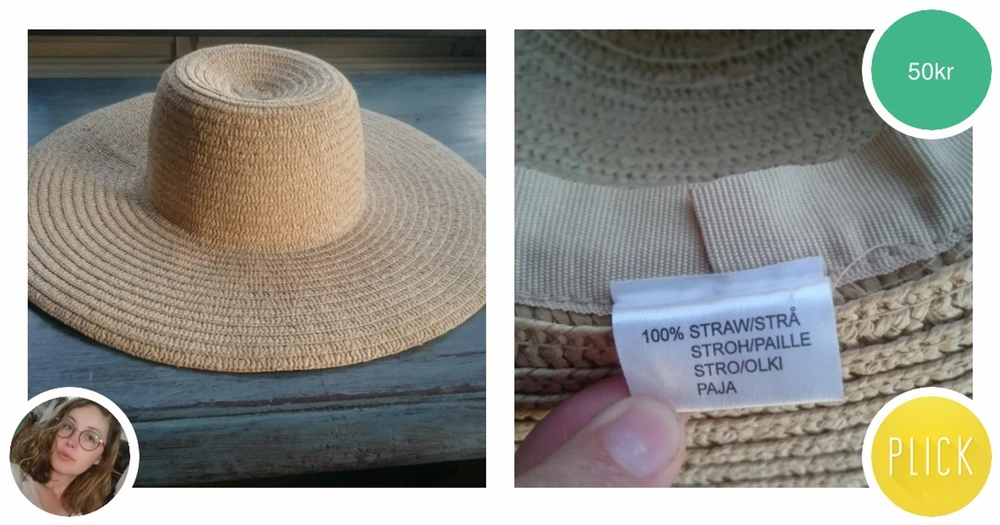 50kr
100% STRAW/STRÅ
STROH/PAILLE
STRO/OLKI
PAJA
PLICK